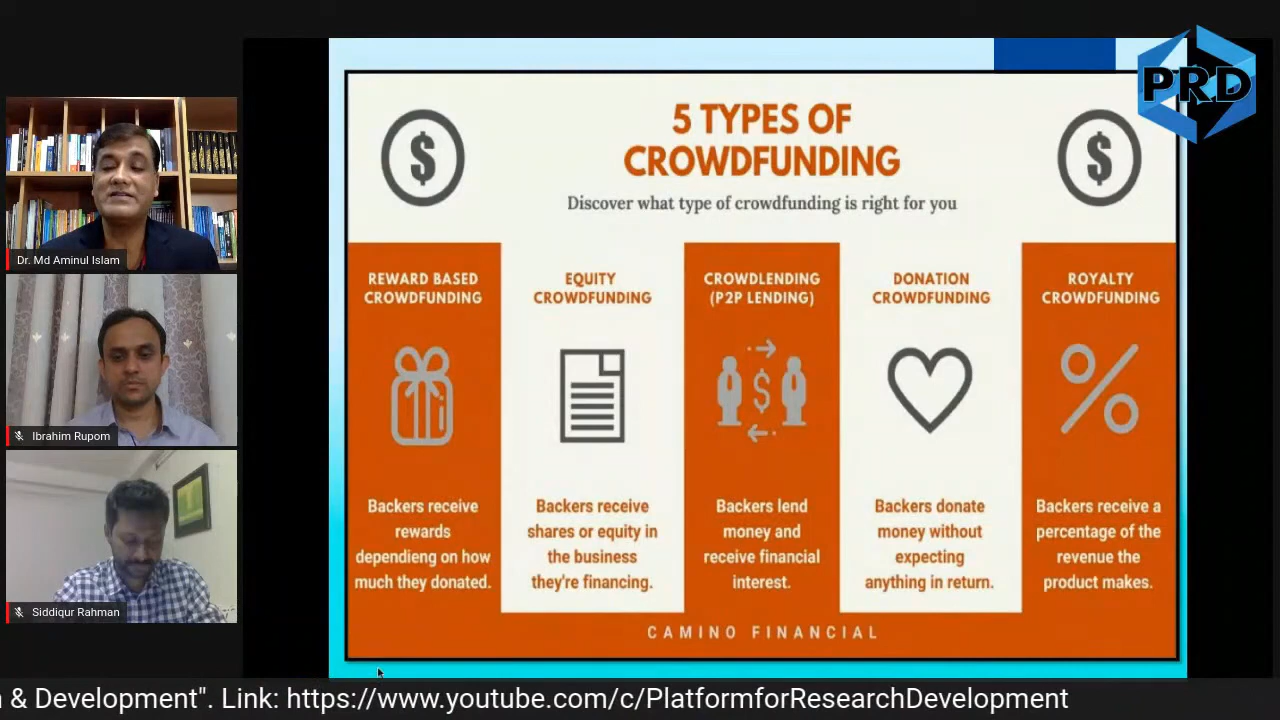 PRD
Dr. Md Aminul Islam
Ibrahim Rupom
Siddiqur Rahman
$
$
5 TYPES OF
CROWDFUNDING
Discover what type of crowdfunding is right for you
REWARD BASED
CROWDFUNDING
Backers receive
rewards
dependieng on how
much they donated.
EQUITY
CROWDFUNDING
Backers receive
shares or equity in
the business
they're financing.
CROWDLENDING
(P2P LENDING)
$
Backers lend
money and
receive financial
interest.
DONATION
CROWDFUNDING
Backers donate
money without
expecting
anything in return.
ROYALTY
CROWDFUNDING
%
Backers receive a
percentage of the
revenue the
product makes.
CAMINO FINANCIAL
& Development". Link: https://www.youtube.com/c/PlatformforResearchDevelopment